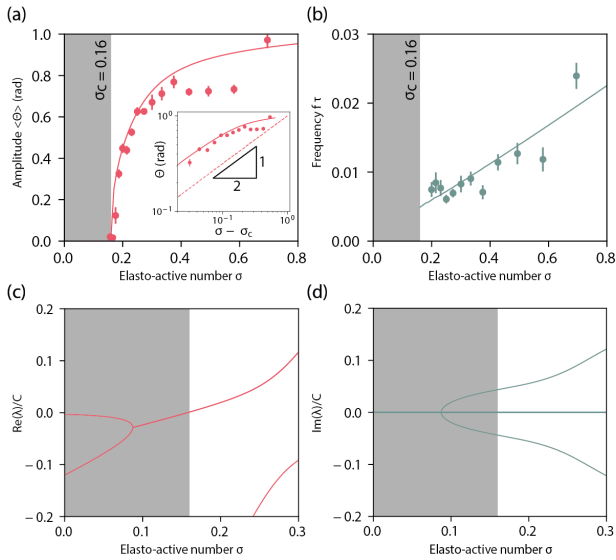 (a)
1.0
0.8
0.6
0.4
0.2
0.0
Amplitude <Θ> (rad)
σc = 0.16
0.0 0.2 0.4 0.6 0.8
Elasto-active number σ
10⁰
10⁻¹
Θ (rad)
1
2
10⁻¹ 10⁰
σ − σc
(b)
0.03
0.02
0.01
0.00
Frequency f τ
σc = 0.16
0.0 0.2 0.4 0.6 0.8
Elasto-active number σ
(c)
0.2
0.1
0.0
−0.1
−0.2
Re(λ)/C
0.0 0.1 0.2 0.3
Elasto-active number σ
(d)
0.2
0.1
0.0
−0.1
−0.2
Im(λ)/C
0.0 0.1 0.2 0.3
Elasto-active number σ